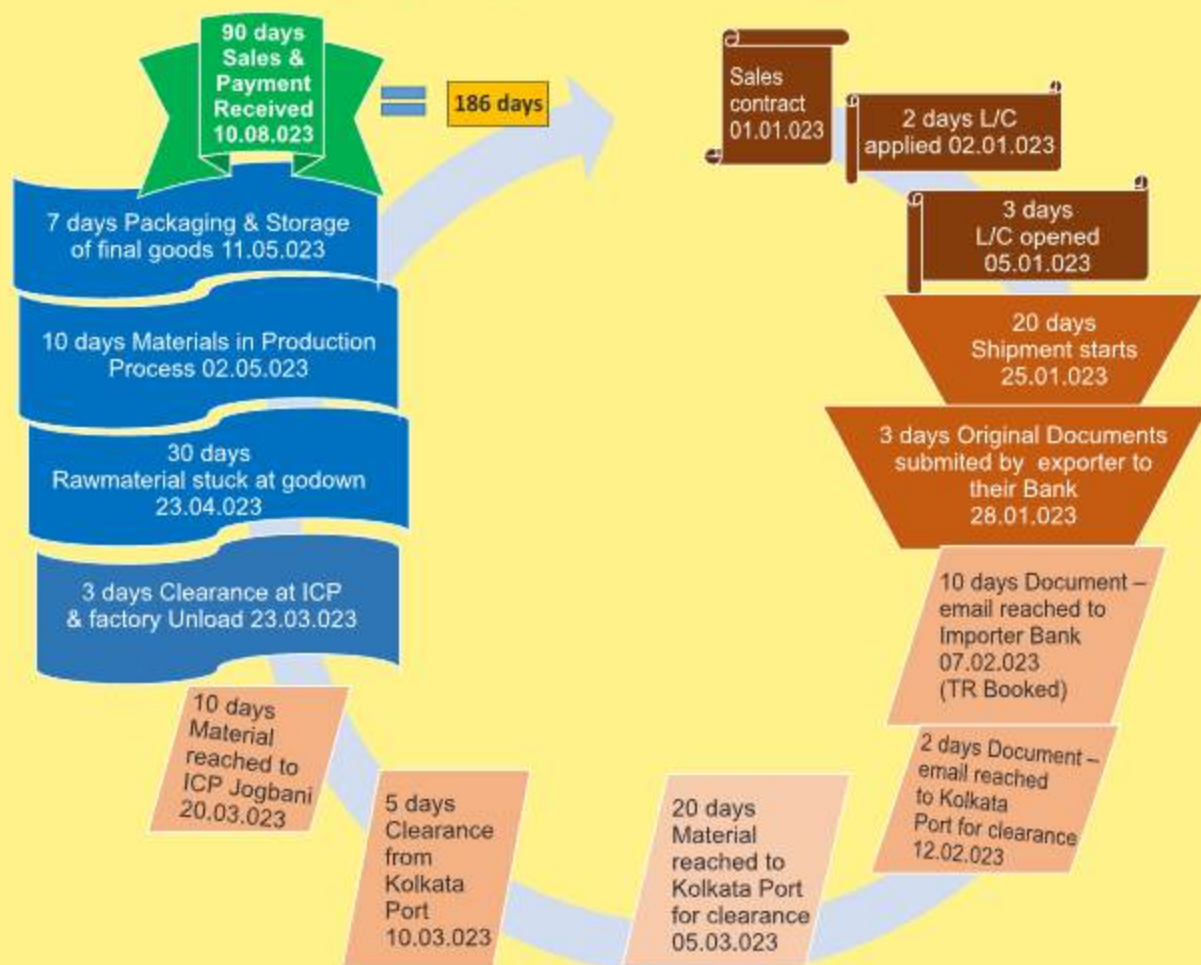 90 days
Sales &
Payment
Received
10.08.023
186 days
Sales
contract
01.01.023
2 days L/C
applied 02.01.023
3 days
L/C opened
05.01.023
20 days
Shipment starts
25.01.023
3 days Original Documents
submited by exporter to
their Bank
28.01.023
10 days Document –
email reached to
Importer Bank
07.02.023
(TR Booked)
2 days Document –
email reached
to Kolkata
Port for clearance
12.02.023
20 days
Material
reached to
Kolkata Port
for clearance
05.03.023
5 days
Clearance
from
Kolkata
Port
10.03.023
10 days
Material
reached to
ICP Jogbani
20.03.023
3 days Clearance at ICP
& factory Unload 23.03.023
30 days
Rawmaterial stuck at godown
23.04.023
10 days Materials in Production
Process 02.05.023
7 days Packaging & Storage
of final goods 11.05.023